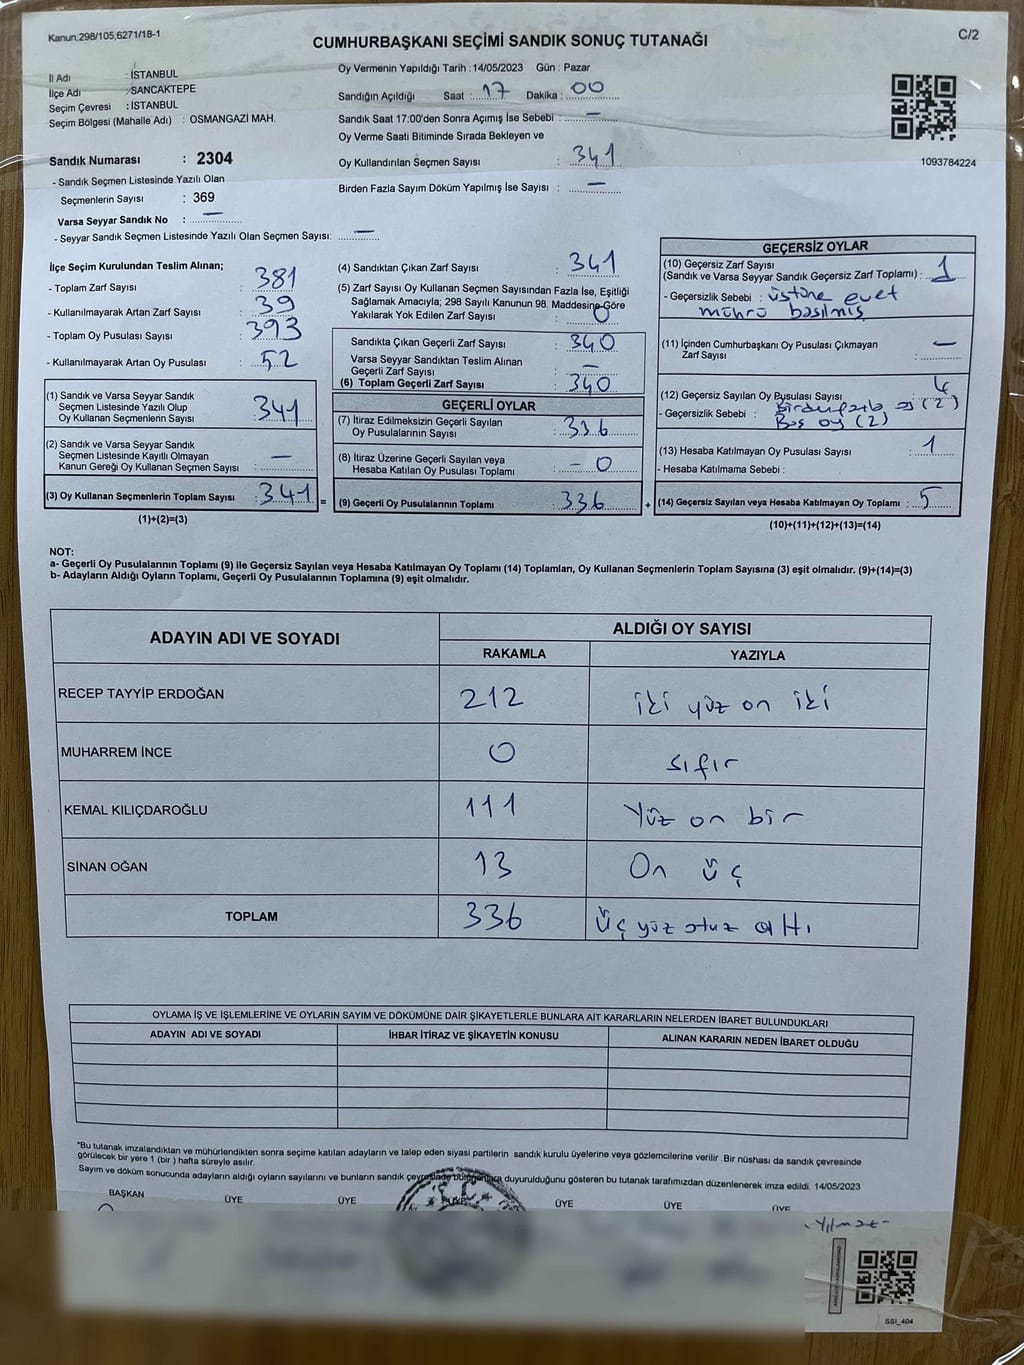 Kanun:298/105,6271/18-1
C/2
CUMHURBAŞKANI SEÇİMİ SANDIK SONUÇ TUTANAĞI
İl Adı : İSTANBUL
İlçe Adı : SANCAKTEPE
Seçim Çevresi : İSTANBUL
Seçim Bölgesi (Mahalle Adı) : OSMANGAZİ MAH.
Sandık Numarası : 2304
- Sandık Seçmen Listesinde Yazılı Olan
Seçmenlerin Sayısı : 369
Varsa Seyyar Sandık No : —
- Seyyar Sandık Seçmen Listesinde Yazılı Olan Seçmen Sayısı: —
Oy Vermenin Yapıldığı Tarih : 14/05/2023 Gün : Pazar
Sandığın Açıldığı Saat : 17 Dakika : 00
Sandık Saat 17:00'den Sonra Açımış İse Sebebi : —
Oy Verme Saati Bitiminde Sırada Bekleyen ve
Oy Kullandırılan Seçmen Sayısı : 341
Birden Fazla Sayım Döküm Yapılmış İse Sayısı : —
1093784224
İlçe Seçim Kurulundan Teslim Alınan;
- Toplam Zarf Sayısı : 381
- Kullanılmayarak Artan Zarf Sayısı : 39
- Toplam Oy Pusulası Sayısı : 393
- Kullanılmayarak Artan Oy Pusulası : 52
(1) Sandık ve Varsa Seyyar Sandık
Seçmen Listesinde Yazılı Olup
Oy Kullanan Seçmenlerin Sayısı : 341
(2) Sandık ve Varsa Seyyar Sandık
Seçmen Listesinde Kayıtlı Olmayan
Kanun Gereği Oy Kullanan Seçmen Sayısı : —
(3) Oy Kullanan Seçmenlerin Toplam Sayısı : 341 =
(1)+(2)=(3)
(4) Sandıktan Çıkan Zarf Sayısı : 341
(5) Zarf Sayısı Oy Kullanan Seçmen Sayısından Fazla İse, Eşitliği
Sağlamak Amacıyla; 298 Sayılı Kanunun 98. Maddesine Göre
Yakılarak Yok Edilen Zarf Sayısı : 0
Sandıkta Çıkan Geçerli Zarf Sayısı : 340
Varsa Seyyar Sandıktan Teslim Alınan
Geçerli Zarf Sayısı : —
(6) Toplam Geçerli Zarf Sayısı : 340
GEÇERLİ OYLAR
(7) İtiraz Edilmeksizin Geçerli Sayılan
Oy Pusulalarının Sayısı : 336
(8) İtiraz Üzerine Geçerli Sayılan veya
Hesaba Katılan Oy Pusulası Toplamı : - 0
(9) Geçerli Oy Pusulalarının Toplamı : 336 +
GEÇERSİZ OYLAR
(10) Geçersiz Zarf Sayısı
(Sandık ve Varsa Seyyar Sandık Geçersiz Zarf Toplamı) : 1
- Geçersizlik Sebebi : üstüne evet
mührü basılmış
(11) İçinden Cumhurbaşkanı Oy Pusulası Çıkmayan
Zarf Sayısı : —
(12) Geçersiz Sayılan Oy Pusulası Sayısı : 4
- Geçersizlik Sebebi : (2)
Boş oy (2)
(13) Hesaba Katılmayan Oy Pusulası Sayısı : 1
- Hesaba Katılmama Sebebi :
(14) Geçersiz Sayılan veya Hesaba Katılmayan Oy Toplamı : 5
(10)+(11)+(12)+(13)=(14)
NOT:
a- Geçerli Oy Pusulalarının Toplamı (9) ile Geçersiz Sayılan veya Hesaba Katılmayan Oy Toplamı (14) Toplamları, Oy Kullanan Seçmenlerin Toplam Sayısına (3) eşit olmalıdır. (9)+(14)=(3)
b- Adayların Aldığı Oyların Toplamı, Geçerli Oy Pusulalarının Toplamına (9) eşit olmalıdır.
ADAYIN ADI VE SOYADI
ALDIĞI OY SAYISI
RAKAMLA YAZIYLA
RECEP TAYYİP ERDOĞAN 212 iki yüz on iki
MUHARREM İNCE 0 sıfır
KEMAL KILIÇDAROĞLU 111 Yüz on bir
SİNAN OĞAN 13 On üç
TOPLAM 336 üç yüz otuz altı
OYLAMA İŞ VE İŞLEMLERİNE VE OYLARIN SAYIM VE DÖKÜMÜNE DAİR ŞİKAYETLERLE BUNLARA AİT KARARLARIN NELERDEN İBARET BULUNDUKLARI
ADAYIN ADI VE SOYADI İHBAR İTİRAZ VE ŞİKAYETİN KONUSU ALINAN KARARIN NEDEN İBARET OLDUĞU
*Bu tutanak imzalandıktan ve mühürlendikten sonra seçime katılan adayların ve talep eden siyasi partilerin sandık kurulu üyelerine veya gözlemcilerine verilir .Bir nüshası da sandık çevresinde
görülecek bir yere 1 (bir ) hafta süreyle asılır.
Sayım ve döküm sonucunda adayların aldığı oyların sayılarını ve bunların sandık çevresinde bulunanlara duyurulduğunu gösteren bu tutanak tarafımızdan düzenlenerek imza edildi. 14/05/2023
BAŞKAN ÜYE ÜYE ÜYE ÜYE ÜYE
Yılmaz
SSI_404